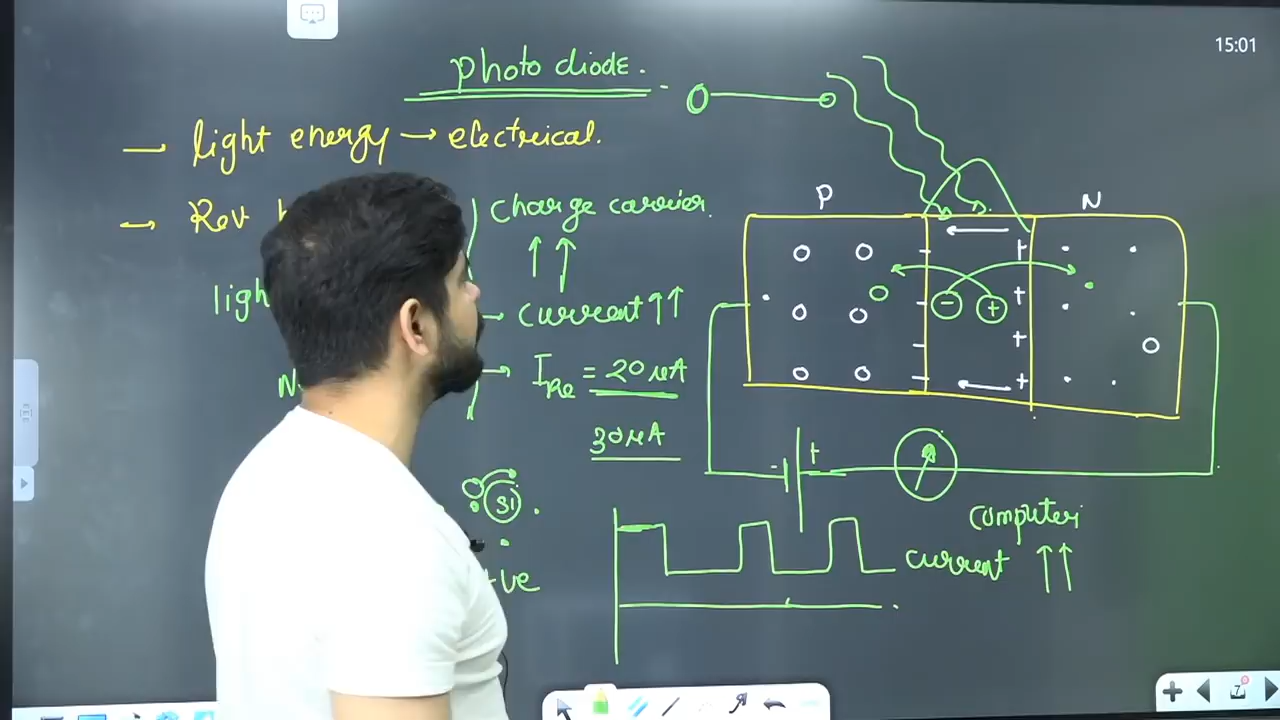 15:01
Photo diode.
light energy → electrical.
Rev
Charge carrier.
↑ ↑
current ↑↑
→ I_Re = 20 μA
30 μA
P
N
Si
+ve
computer
current ↑↑